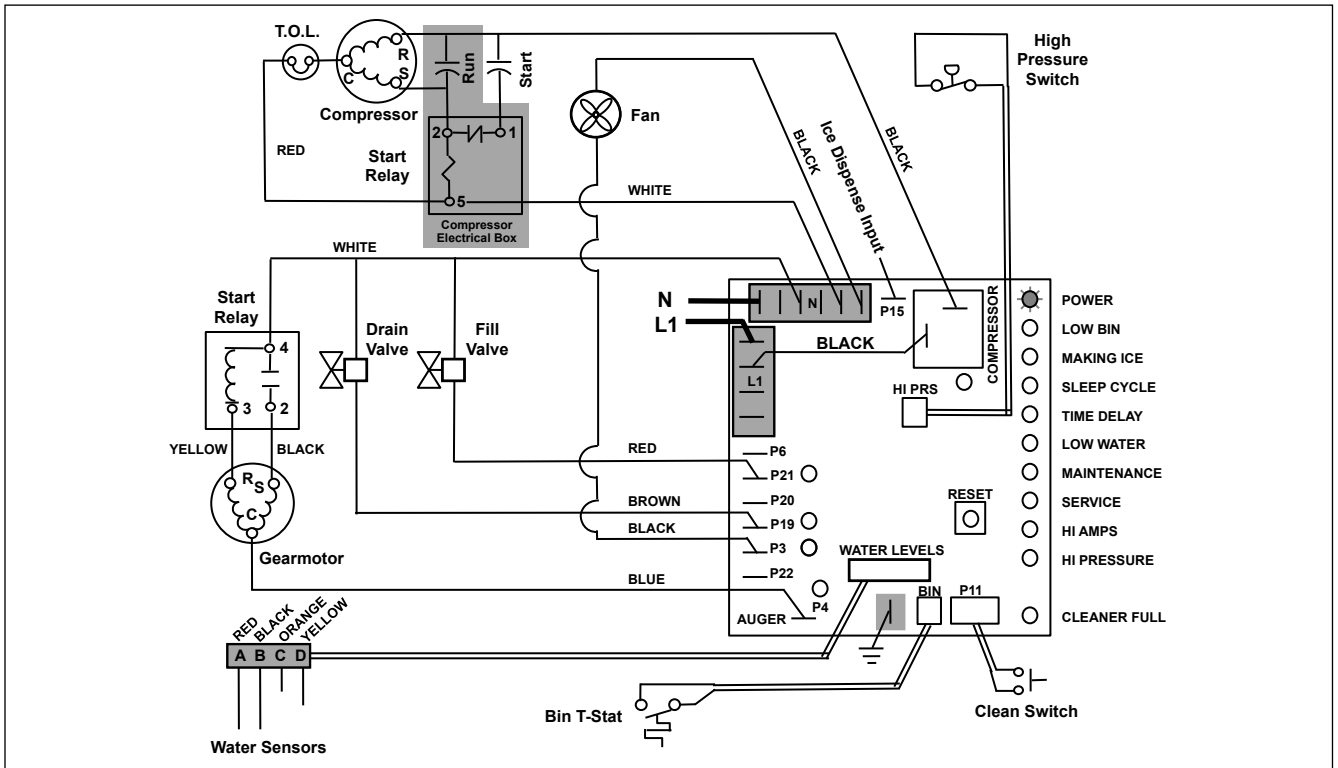 T.O.L.
R
S
C
Compressor
Run
Start
2
1
5
Start
Relay
Compressor
Electrical Box
RED
WHITE
Fan
BLACK
Ice Dispense Input
BLACK
High
Pressure
Switch
WHITE
Start
Relay
4
3
2
YELLOW
BLACK
R
S
C
Gearmotor
Drain
Valve
Fill
Valve
N
L1
N
P15
L1
BLACK
COMPRESSOR
HI PRS
RED
BROWN
BLACK
BLUE
P6
P21
P20
P19
P3
P22
P4
AUGER
WATER LEVELS
RESET
BIN
P11
POWER
LOW BIN
MAKING ICE
SLEEP CYCLE
TIME DELAY
LOW WATER
MAINTENANCE
SERVICE
HI AMPS
HI PRESSURE
CLEANER FULL
RED
BLACK
ORANGE
YELLOW
A B C D
Water Sensors
Bin T-Stat
Clean Switch